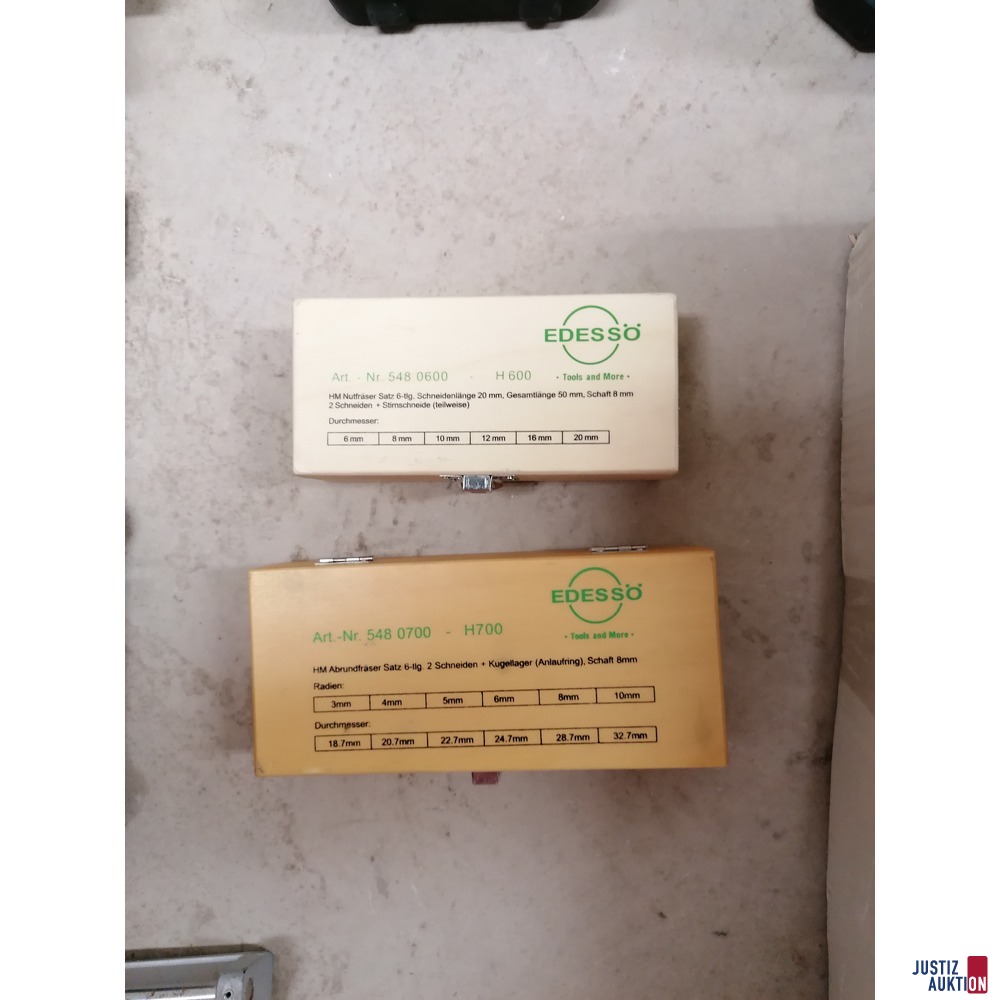 EDESSÖ
Art. - Nr. 548 0600 - H 600
• Tools and More •
HM Nutfräser Satz 6-tlg. Schneidenlänge 20 mm, Gesamtlänge 50 mm, Schaft 8 mm
2 Schneiden + Stirnschneide (teilweise)
Durchmesser:
6 mm 8 mm 10 mm 12 mm 16 mm 20 mm
EDESSÖ
Art.-Nr. 548 0700 - H700
• Tools and More •
HM Abrundfräser Satz 6-tlg. 2 Schneiden + Kugellager (Anlaufring), Schaft 8mm
Radien:
3mm 4mm 5mm 6mm 8mm 10mm
Durchmesser:
18.7mm 20.7mm 22.7mm 24.7mm 28.7mm 32.7mm
JUSTIZ
AUKTION